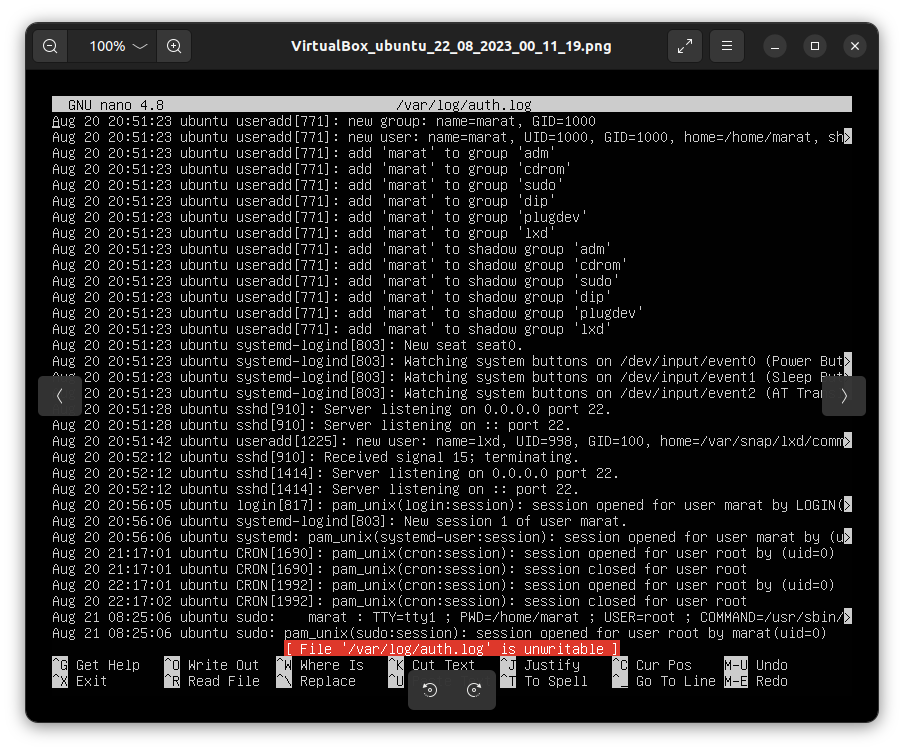 100%
VirtualBox_ubuntu_22_08_2023_00_11_19.png
GNU nano 4.8 /var/log/auth.log
Aug 20 20:51:23 ubuntu useradd[771]: new group: name=marat, GID=1000
Aug 20 20:51:23 ubuntu useradd[771]: new user: name=marat, UID=1000, GID=1000, home=/home/marat, sh>
Aug 20 20:51:23 ubuntu useradd[771]: add 'marat' to group 'adm'
Aug 20 20:51:23 ubuntu useradd[771]: add 'marat' to group 'cdrom'
Aug 20 20:51:23 ubuntu useradd[771]: add 'marat' to group 'sudo'
Aug 20 20:51:23 ubuntu useradd[771]: add 'marat' to group 'dip'
Aug 20 20:51:23 ubuntu useradd[771]: add 'marat' to group 'plugdev'
Aug 20 20:51:23 ubuntu useradd[771]: add 'marat' to group 'lxd'
Aug 20 20:51:23 ubuntu useradd[771]: add 'marat' to shadow group 'adm'
Aug 20 20:51:23 ubuntu useradd[771]: add 'marat' to shadow group 'cdrom'
Aug 20 20:51:23 ubuntu useradd[771]: add 'marat' to shadow group 'sudo'
Aug 20 20:51:23 ubuntu useradd[771]: add 'marat' to shadow group 'dip'
Aug 20 20:51:23 ubuntu useradd[771]: add 'marat' to shadow group 'plugdev'
Aug 20 20:51:23 ubuntu useradd[771]: add 'marat' to shadow group 'lxd'
Aug 20 20:51:23 ubuntu systemd-logind[803]: New seat seat0.
Aug 20 20:51:23 ubuntu systemd-logind[803]: Watching system buttons on /dev/input/event0 (Power But>
Aug 20 20:51:23 ubuntu systemd-logind[803]: Watching system buttons on /dev/input/event1 (Sleep But>
Aug 20 20:51:23 ubuntu systemd-logind[803]: Watching system buttons on /dev/input/event2 (AT Tran
Aug 20 20:51:28 ubuntu sshd[910]: Server listening on 0.0.0.0 port 22.
Aug 20 20:51:28 ubuntu sshd[910]: Server listening on :: port 22.
Aug 20 20:51:42 ubuntu useradd[1225]: new user: name=lxd, UID=998, GID=100, home=/var/snap/lxd/comm>
Aug 20 20:52:12 ubuntu sshd[910]: Received signal 15; terminating.
Aug 20 20:52:12 ubuntu sshd[1414]: Server listening on 0.0.0.0 port 22.
Aug 20 20:52:12 ubuntu sshd[1414]: Server listening on :: port 22.
Aug 20 20:56:05 ubuntu login[817]: pam_unix(login:session): session opened for user marat by LOGIN(>
Aug 20 20:56:06 ubuntu systemd-logind[803]: New session 1 of user marat.
Aug 20 20:56:06 ubuntu systemd: pam_unix(systemd-user:session): session opened for user marat by (u>
Aug 20 21:17:01 ubuntu CRON[1690]: pam_unix(cron:session): session opened for user root by (uid=0)
Aug 20 21:17:01 ubuntu CRON[1690]: pam_unix(cron:session): session closed for user root
Aug 20 22:17:01 ubuntu CRON[1992]: pam_unix(cron:session): session opened for user root by (uid=0)
Aug 20 22:17:02 ubuntu CRON[1992]: pam_unix(cron:session): session closed for user root
Aug 21 08:25:06 ubuntu sudo:    marat : TTY=tty1 ; PWD=/home/marat ; USER=root ; COMMAND=/usr/sbin/>
Aug 21 08:25:06 ubuntu sudo: pam_unix(sudo:session): session opened for user root by marat(uid=0)
[ File '/var/log/auth.log' is unwritable ]
^G Get Help ^O Write Out ^W Where Is ^K Cut Text ^J Justify ^C Cur Pos M-U Undo
^X Exit ^R Read File ^\ Replace ^U ^T To Spell ^_ Go To Line M-E Redo